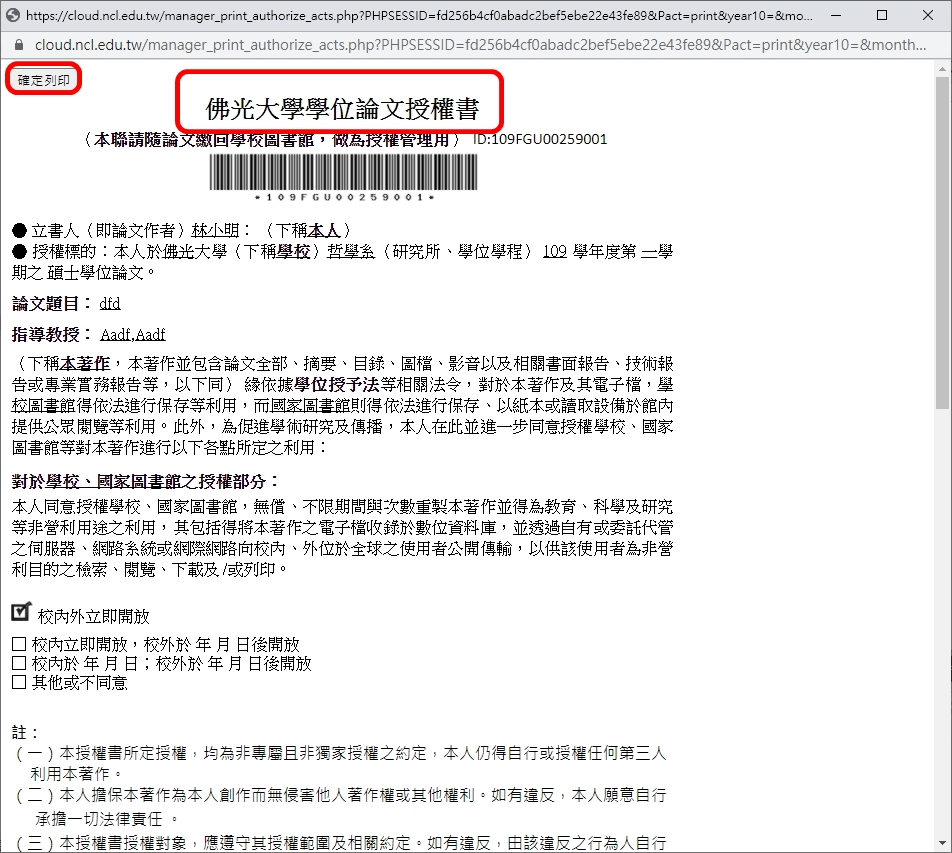 https://cloud.ncl.edu.tw/manager_print_authorize_acts.php?PHPSESSID=fd256b4cf0abadc2bef5ebe22e43fe89&Pact=print&year10=&mo...
cloud.ncl.edu.tw/manager_print_authorize_acts.php?PHPSESSID=fd256b4cf0abadc2bef5ebe22e43fe89&Pact=print&year10=&month...
確定列印
佛光大學學位論文授權書
（本聯請隨論文繳回學校圖書館，做為授權管理用） ID:109FGU00259001
*109FGU00259001*
● 立書人（即論文作者）林小明：（下稱本人）
● 授權標的：本人於佛光大學（下稱學校）哲學系（研究所、學位學程） 109 學年度第 一學
期之 碩士學位論文。
論文題目： dfd
指導教授： Aadf,Aadf
（下稱本著作，本著作並包含論文全部、摘要、目錄、圖檔、影音以及相關書面報告、技術報
告或專業實務報告等，以下同） 緣依據學位授予法等相關法令，對於本著作及其電子檔，學
校圖書館得依法進行保存等利用，而國家圖書館則得依法進行保存、以紙本或讀取設備於館內
提供公眾閱覽等利用。此外，為促進學術研究及傳播，本人在此並進一步同意授權學校、國家
圖書館等對本著作進行以下各點所定之利用：
對於學校、國家圖書館之授權部分：
本人同意授權學校、國家圖書館，無償、不限期間與次數重製本著作並得為教育、科學及研究
等非營利用途之利用，其包括得將本著作之電子檔收錄於數位資料庫，並透過自有或委託代管
之伺服器、網路系統或網際網路向校內、外位於全球之使用者公開傳輸，以供該使用者為非營
利目的之檢索、閱覽、下載及 /或列印。
☑ 校內外立即開放
☐ 校內立即開放，校外於 年 月 日後開放
☐ 校內於 年 月 日；校外於 年 月 日後開放
☐ 其他或不同意
註：
（一）本授權書所定授權，均為非專屬且非獨家授權之約定，本人仍得自行或授權任何第三人
利用本著作。
（二）本人擔保本著作為本人創作而無侵害他人著作權或其他權利。如有違反，本人願意自行
承擔一切法律責任 。
（三）本授權書授權對象，應遵守其授權範圍及相關約定。如有違反，由該違反之行為人自行